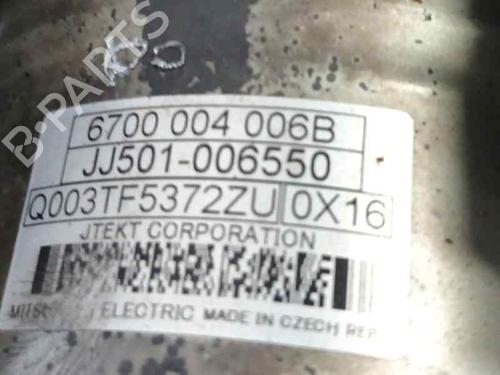 B-PARTS
6700 004 006B
JJ501-006550
Q003TF5372ZU 0X16
JTEKT CORPORATION
ELECTRIC MADE IN CZECH REP